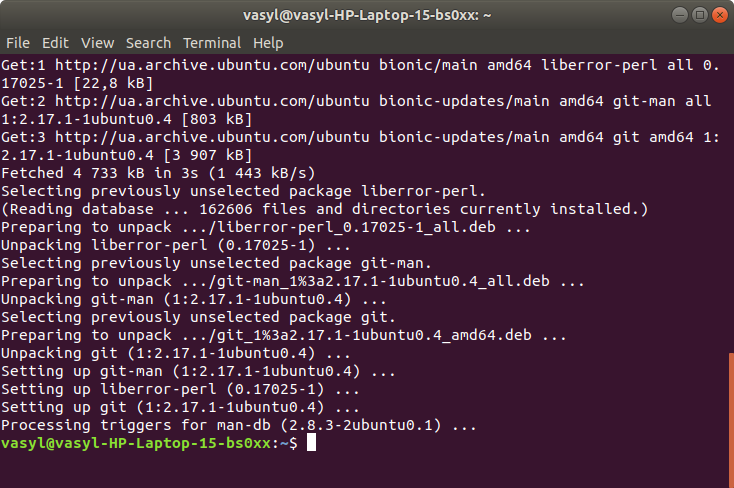 vasyl@vasyl-HP-Laptop-15-bs0xx: ~
File Edit View Search Terminal Help
Get:1 http://ua.archive.ubuntu.com/ubuntu bionic/main amd64 liberror-perl all 0.
17025-1 [22,8 kB]
Get:2 http://ua.archive.ubuntu.com/ubuntu bionic-updates/main amd64 git-man all
1:2.17.1-1ubuntu0.4 [803 kB]
Get:3 http://ua.archive.ubuntu.com/ubuntu bionic-updates/main amd64 git amd64 1:
2.17.1-1ubuntu0.4 [3 907 kB]
Fetched 4 733 kB in 3s (1 443 kB/s)
Selecting previously unselected package liberror-perl.
(Reading database ... 162606 files and directories currently installed.)
Preparing to unpack .../liberror-perl_0.17025-1_all.deb ...
Unpacking liberror-perl (0.17025-1) ...
Selecting previously unselected package git-man.
Preparing to unpack .../git-man_1%3a2.17.1-1ubuntu0.4_all.deb ...
Unpacking git-man (1:2.17.1-1ubuntu0.4) ...
Selecting previously unselected package git.
Preparing to unpack .../git_1%3a2.17.1-1ubuntu0.4_amd64.deb ...
Unpacking git (1:2.17.1-1ubuntu0.4) ...
Setting up git-man (1:2.17.1-1ubuntu0.4) ...
Setting up liberror-perl (0.17025-1) ...
Setting up git (1:2.17.1-1ubuntu0.4) ...
Processing triggers for man-db (2.8.3-2ubuntu0.1) ...
vasyl@vasyl-HP-Laptop-15-bs0xx:~$